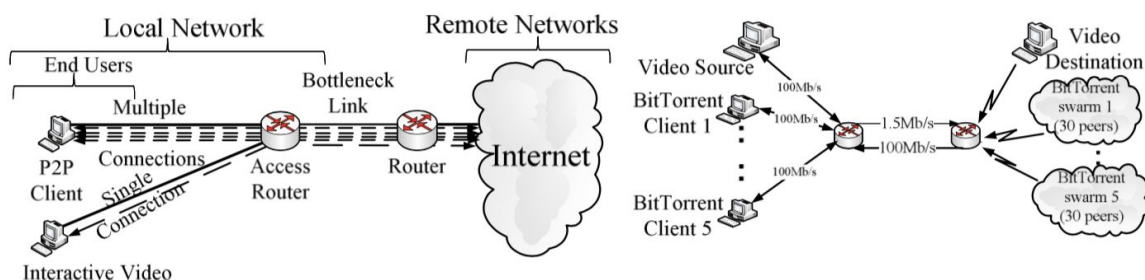 Local Network
Remote Networks
End Users
Bottleneck
Link
Multiple
Connections
P2P
Client
Access
Router
Router
Internet
Single
Connection
Interactive Video
Video Source
Video
Destination
100Mb/s
BitTorrent
Client 1
100Mb/s
1.5Mb/s
100Mb/s
BitTorrent
swarm 1
(30 peers)
100Mb/s
BitTorrent
Client 5
BitTorrent
swarm 5
(30 peers)